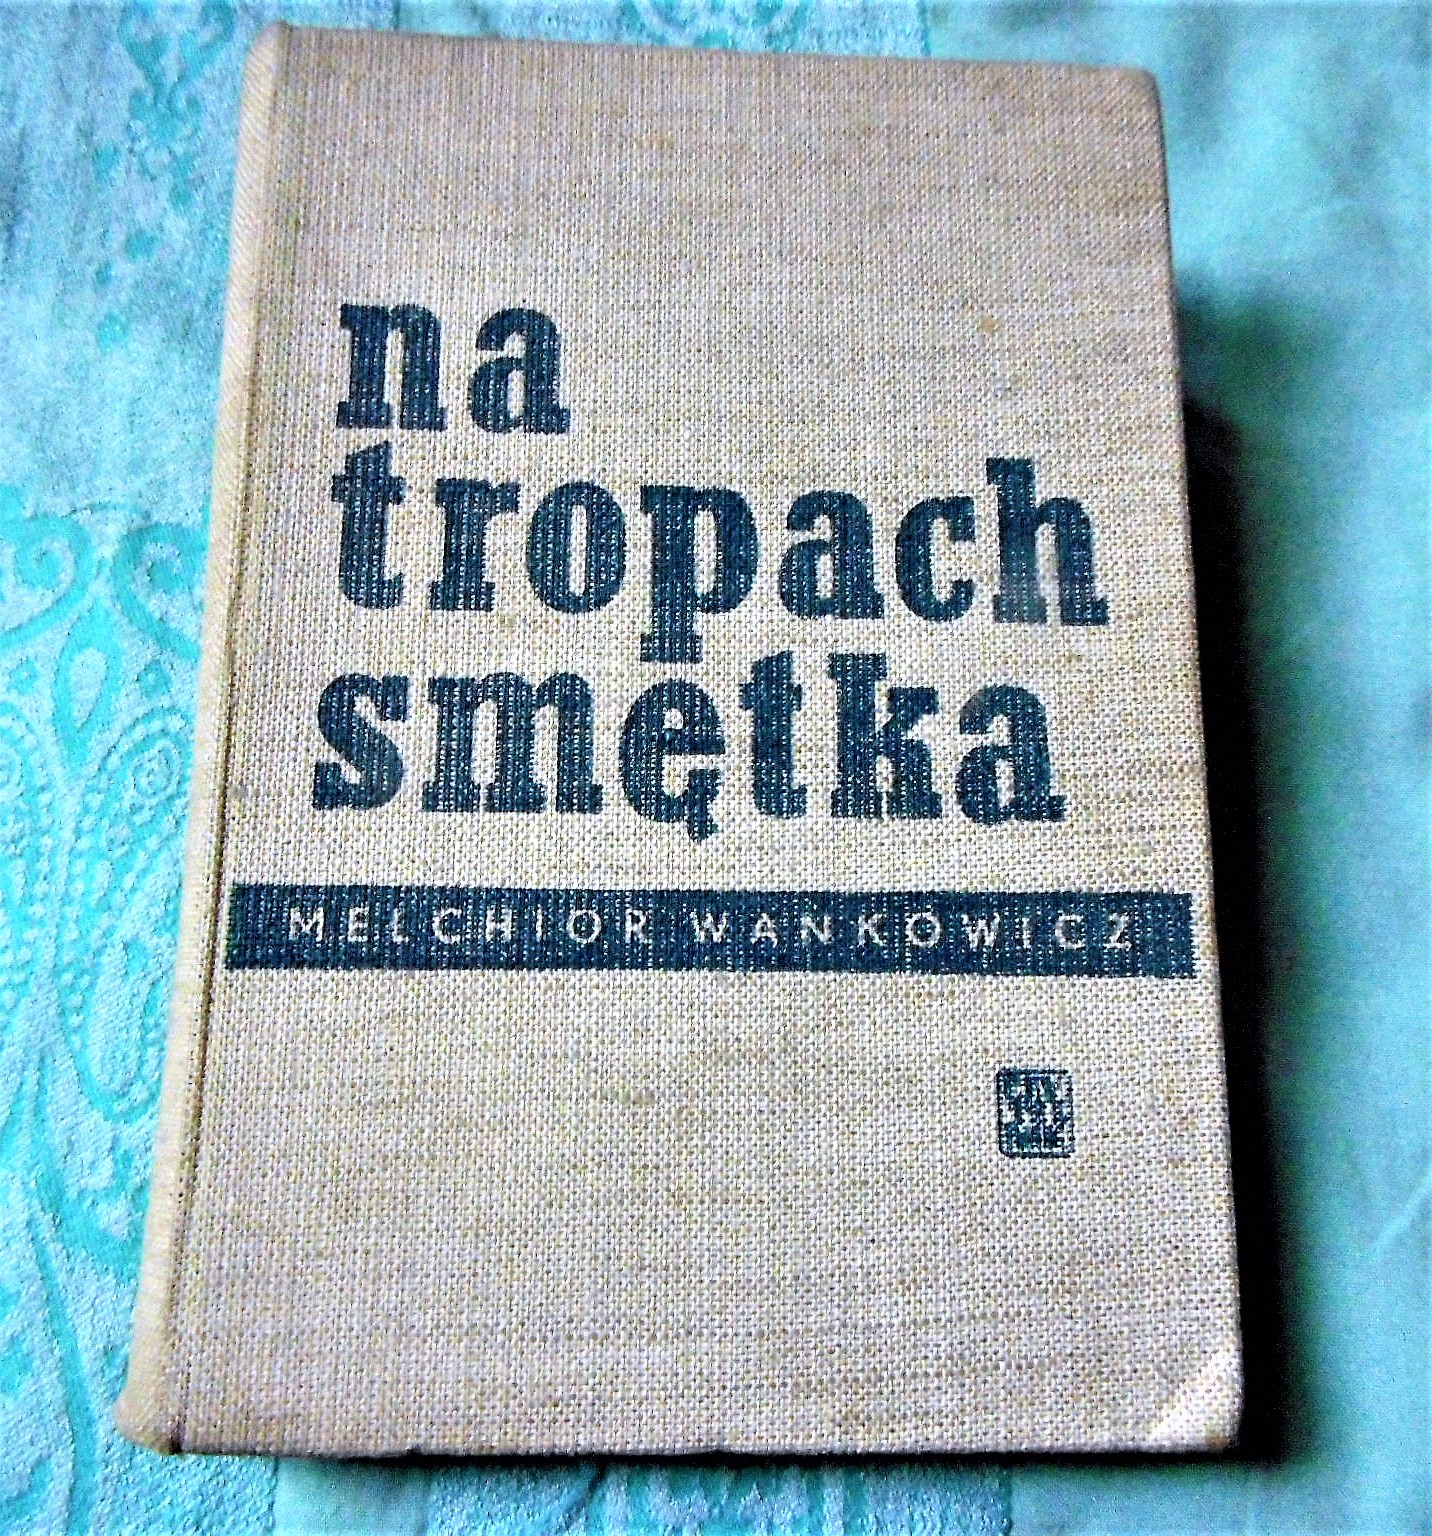 na
tropach
smętka
MELCHIOR WAŃKOWICZ